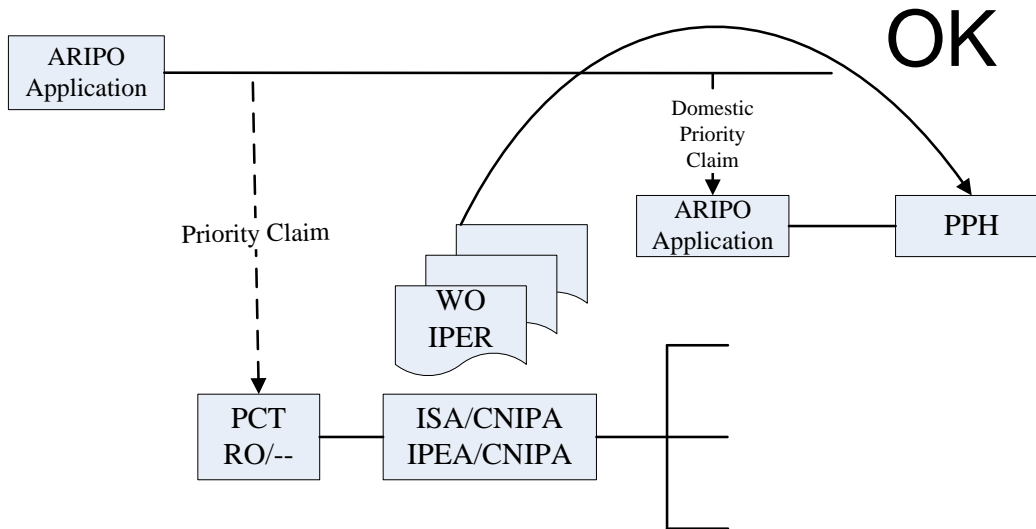 OK
ARIPO
Application
Domestic
Priority
Claim
ARIPO
Application
PPH
Priority Claim
WO
IPER
PCT
RO/--
ISA/CNIPA
IPEA/CNIPA